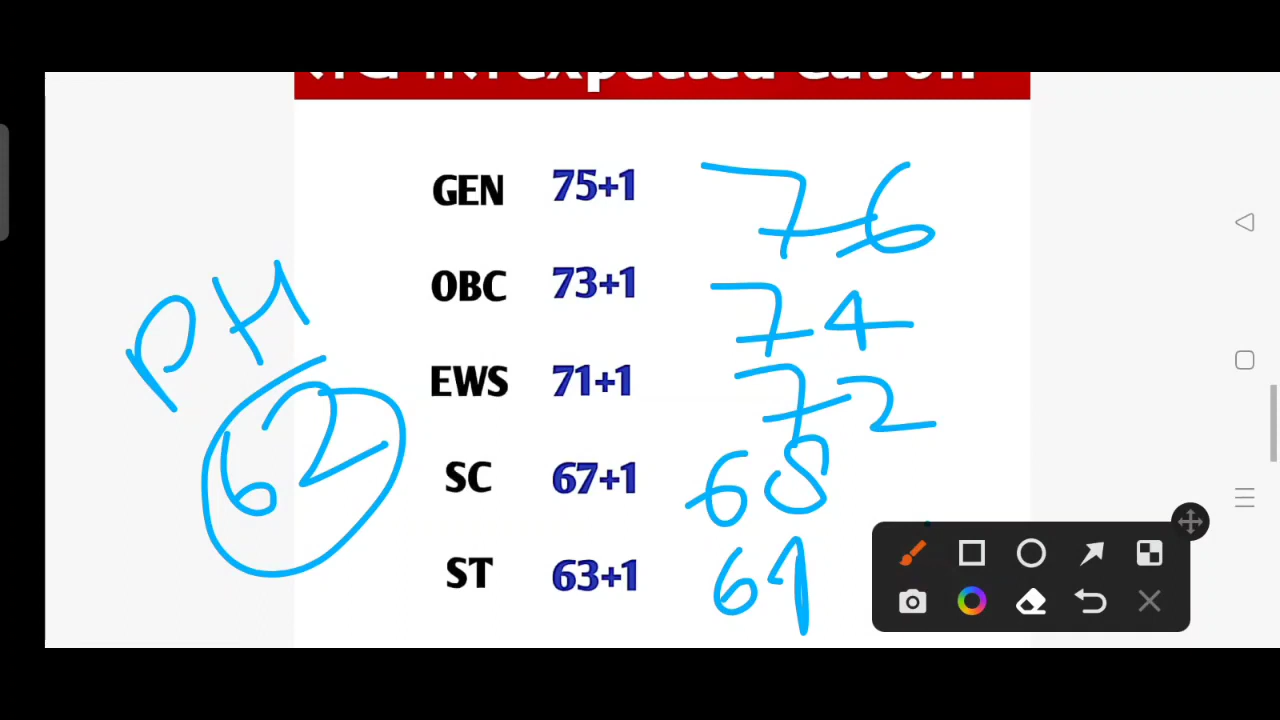 expected Cut off
GEN 75+1 76
OBC 73+1 74
EWS 71+1 72
SC 67+1 68
ST 63+1 64
PH
62